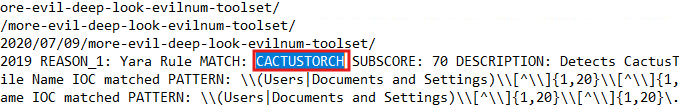 ore-evil-deep-look-evilnum-toolset/
/more-evil-deep-look-evilnum-toolset/
2020/07/09/more-evil-deep-look-evilnum-toolset/
2019 REASON_1: Yara Rule MATCH: CACTUSTORCH SUBSCORE: 70 DESCRIPTION: Detects CactusT
ile Name IOC matched PATTERN: \\(Users|Documents and Settings)\\[^\\]{1,20}\\[^\\]{1,
ame IOC matched PATTERN: \\(Users|Documents and Settings)\\[^\\]{1,20}\\[^\\]{1,20}\.